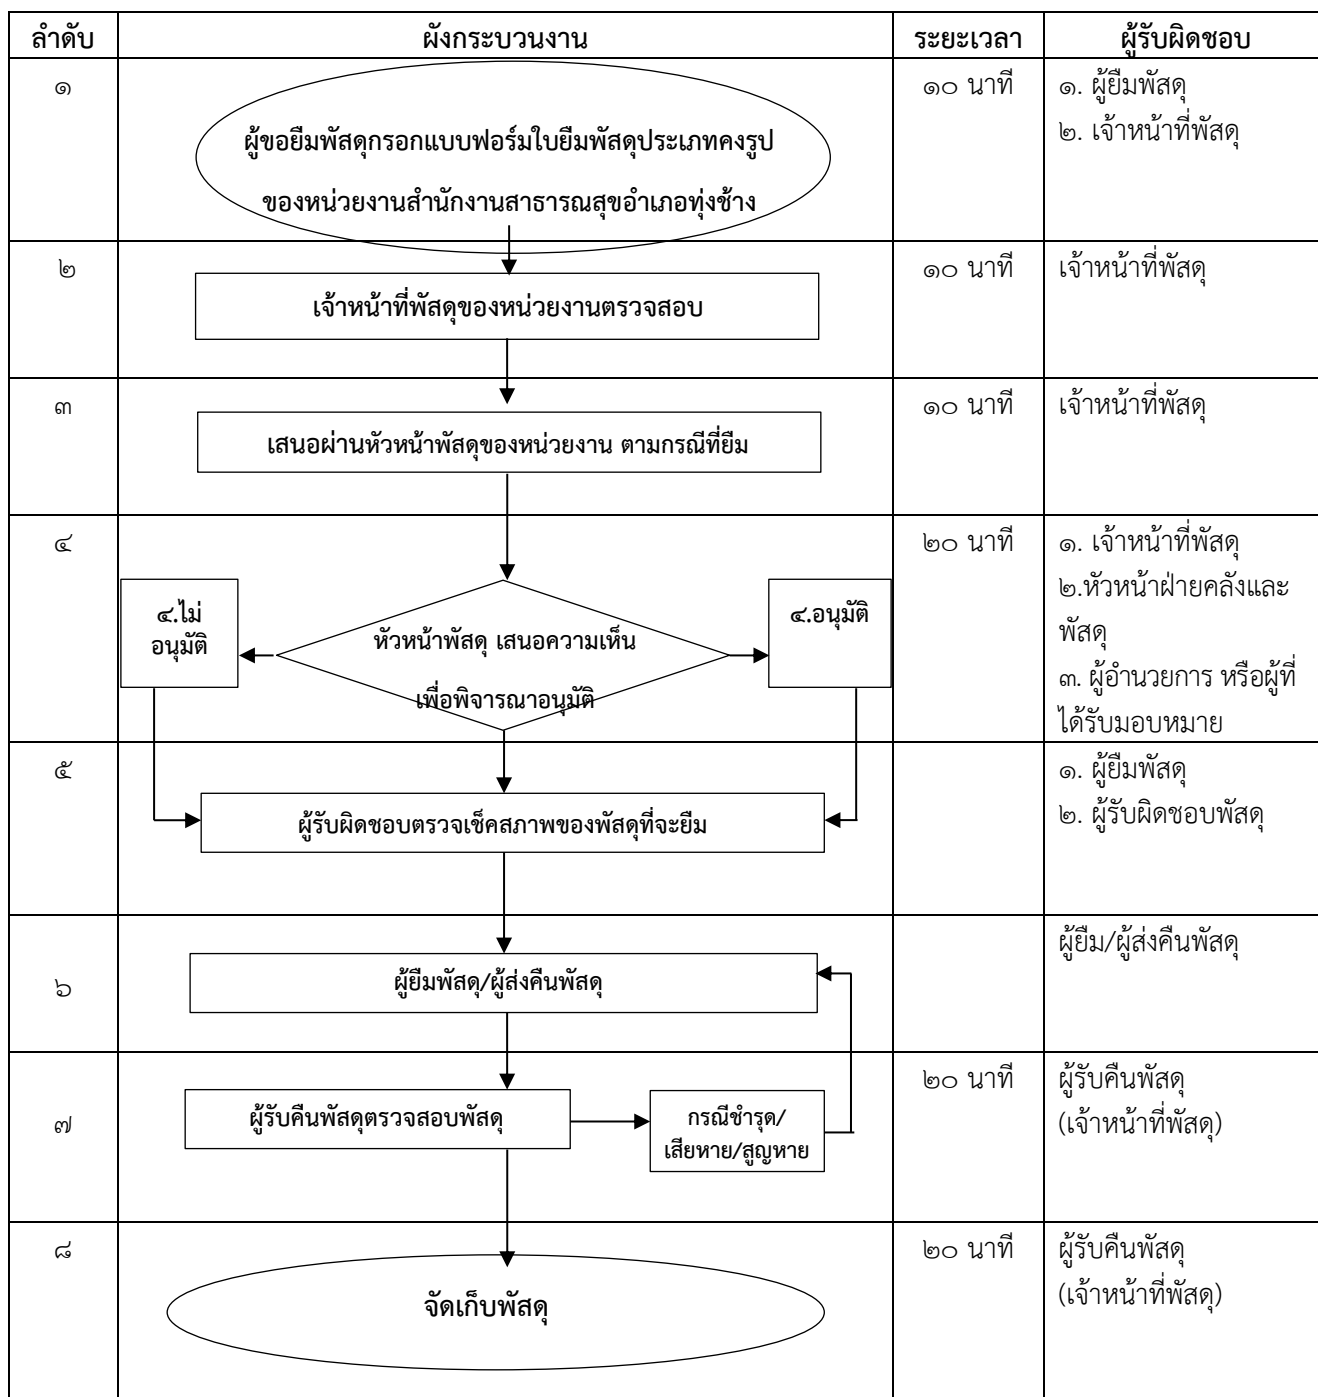 ลำดับ ผังกระบวนงาน ระยะเวลา ผู้รับผิดชอบ
๑ ๑๐ นาที ๑. ผู้ยืมพัสดุ
๒. เจ้าหน้าที่พัสดุ
ผู้ขอยืมพัสดุกรอกแบบฟอร์มใบยืมพัสดุประเภทคงรูป
ของหน่วยงานสำนักงานสาธารณสุขอำเภอทุ่งช้าง
๒ ๑๐ นาที เจ้าหน้าที่พัสดุ
เจ้าหน้าที่พัสดุของหน่วยงานตรวจสอบ
๓ ๑๐ นาที เจ้าหน้าที่พัสดุ
เสนอผ่านหัวหน้าพัสดุของหน่วยงาน ตามกรณีที่ยืม
๔ ๒๐ นาที ๑. เจ้าหน้าที่พัสดุ
๒.หัวหน้าฝ่ายคลังและ
พัสดุ
๓. ผู้อำนวยการ หรือผู้ที่
ได้รับมอบหมาย
๔.ไม่
อนุมัติ
หัวหน้าพัสดุ เสนอความเห็น
เพื่อพิจารณาอนุมัติ
๔.อนุมัติ
๕ ๑. ผู้ยืมพัสดุ
๒. ผู้รับผิดชอบพัสดุ
ผู้รับผิดชอบตรวจเช็คสภาพของพัสดุที่จะยืม
๖ ผู้ยืม/ผู้ส่งคืนพัสดุ
ผู้ยืมพัสดุ/ผู้ส่งคืนพัสดุ
๗ ๒๐ นาที ผู้รับคืนพัสดุ
(เจ้าหน้าที่พัสดุ)
ผู้รับคืนพัสดุตรวจสอบพัสดุ
กรณีชำรุด/
เสียหาย/สูญหาย
๘ ๒๐ นาที ผู้รับคืนพัสดุ
(เจ้าหน้าที่พัสดุ)
จัดเก็บพัสดุ